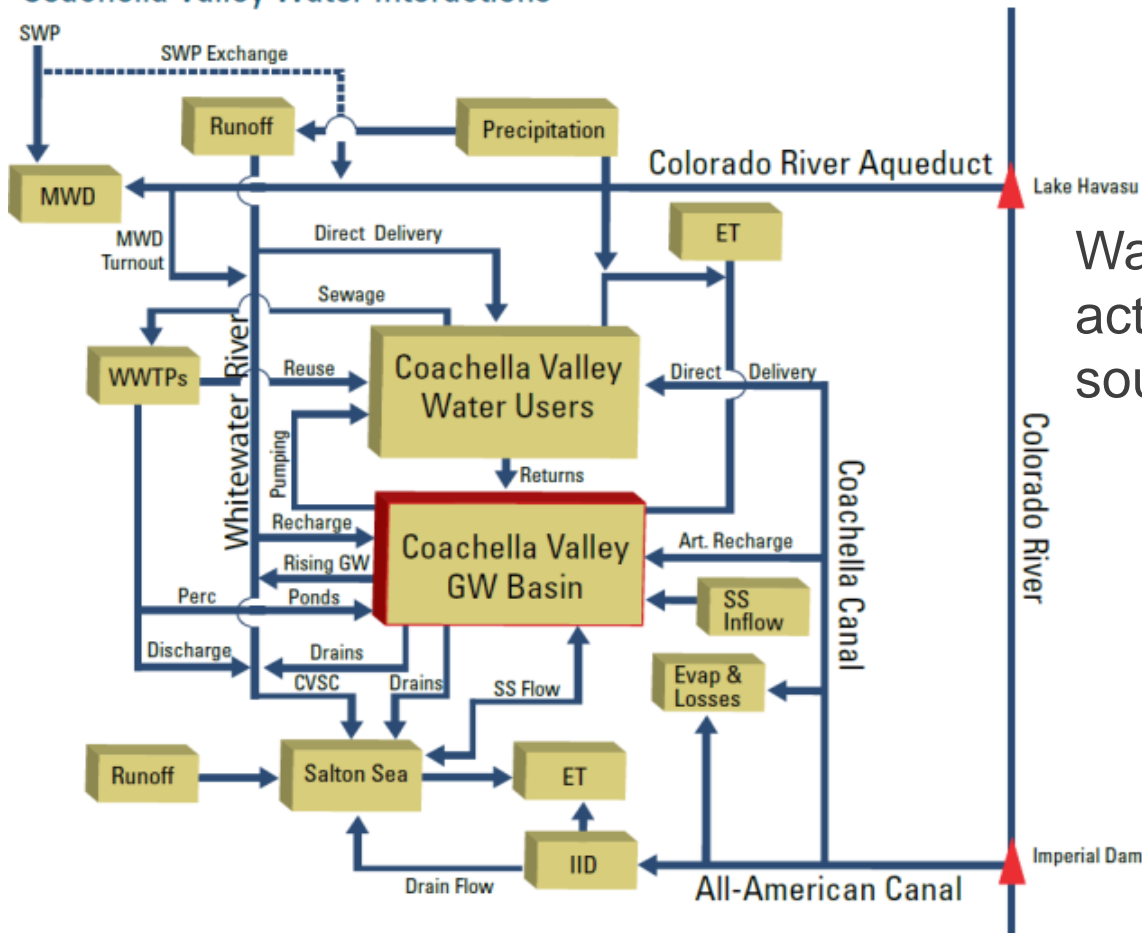 SWP
SWP Exchange
Runoff
Precipitation
Colorado River Aqueduct
Lake Havasu
MWD
MWD
Turnout
Direct Delivery
ET
Sewage
WWTPs
Reuse
Coachella Valley
Water Users
Direct Delivery
Whitewater River
Pumping
Returns
Coachella Canal
Colorado River
Recharge
Coachella Valley
GW Basin
Art. Recharge
Rising GW
Perc Ponds
SS
Inflow
Discharge
Drains
CVSC
Drains
SS Flow
Evap &
Losses
Runoff
Salton Sea
ET
IID
Drain Flow
All-American Canal
Imperial Dam